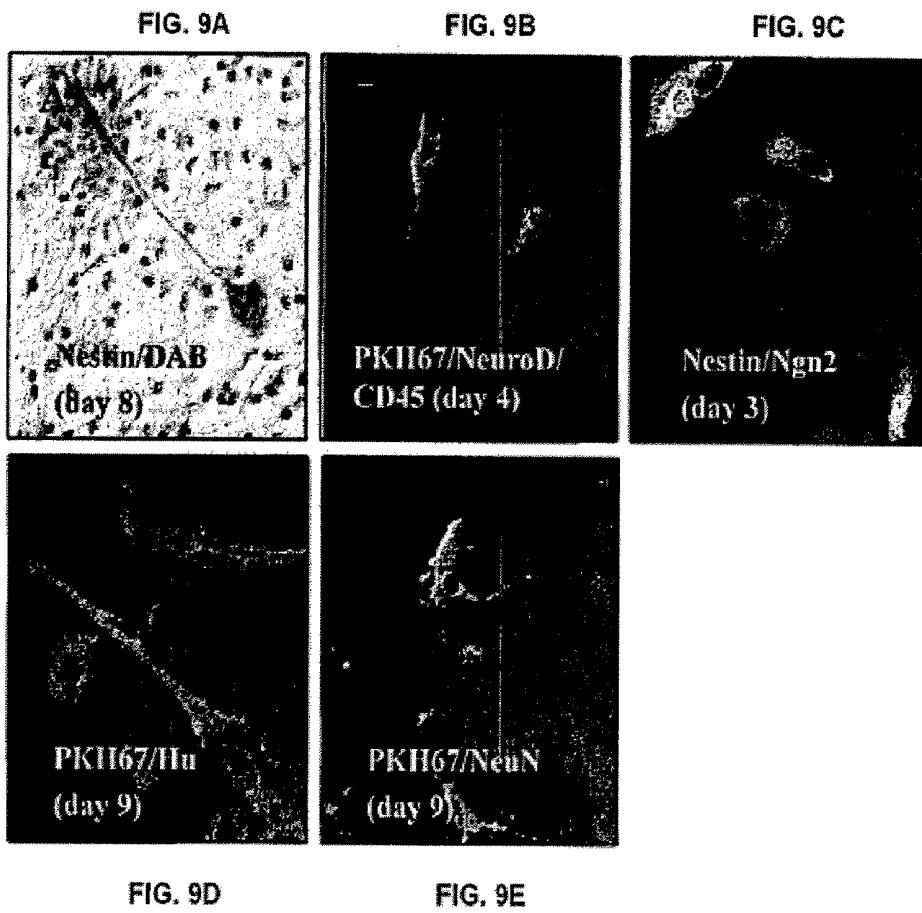 FIG. 9A
FIG. 9B
FIG. 9C
Nestin/DAB
(day 8)
PKH67/NeuroD/
CD45 (day 4)
Nestin/Ngn2
(day 3)
PKH67/Hu
(day 9)
PKH67/NeuN
(day 9)
FIG. 9D
FIG. 9E